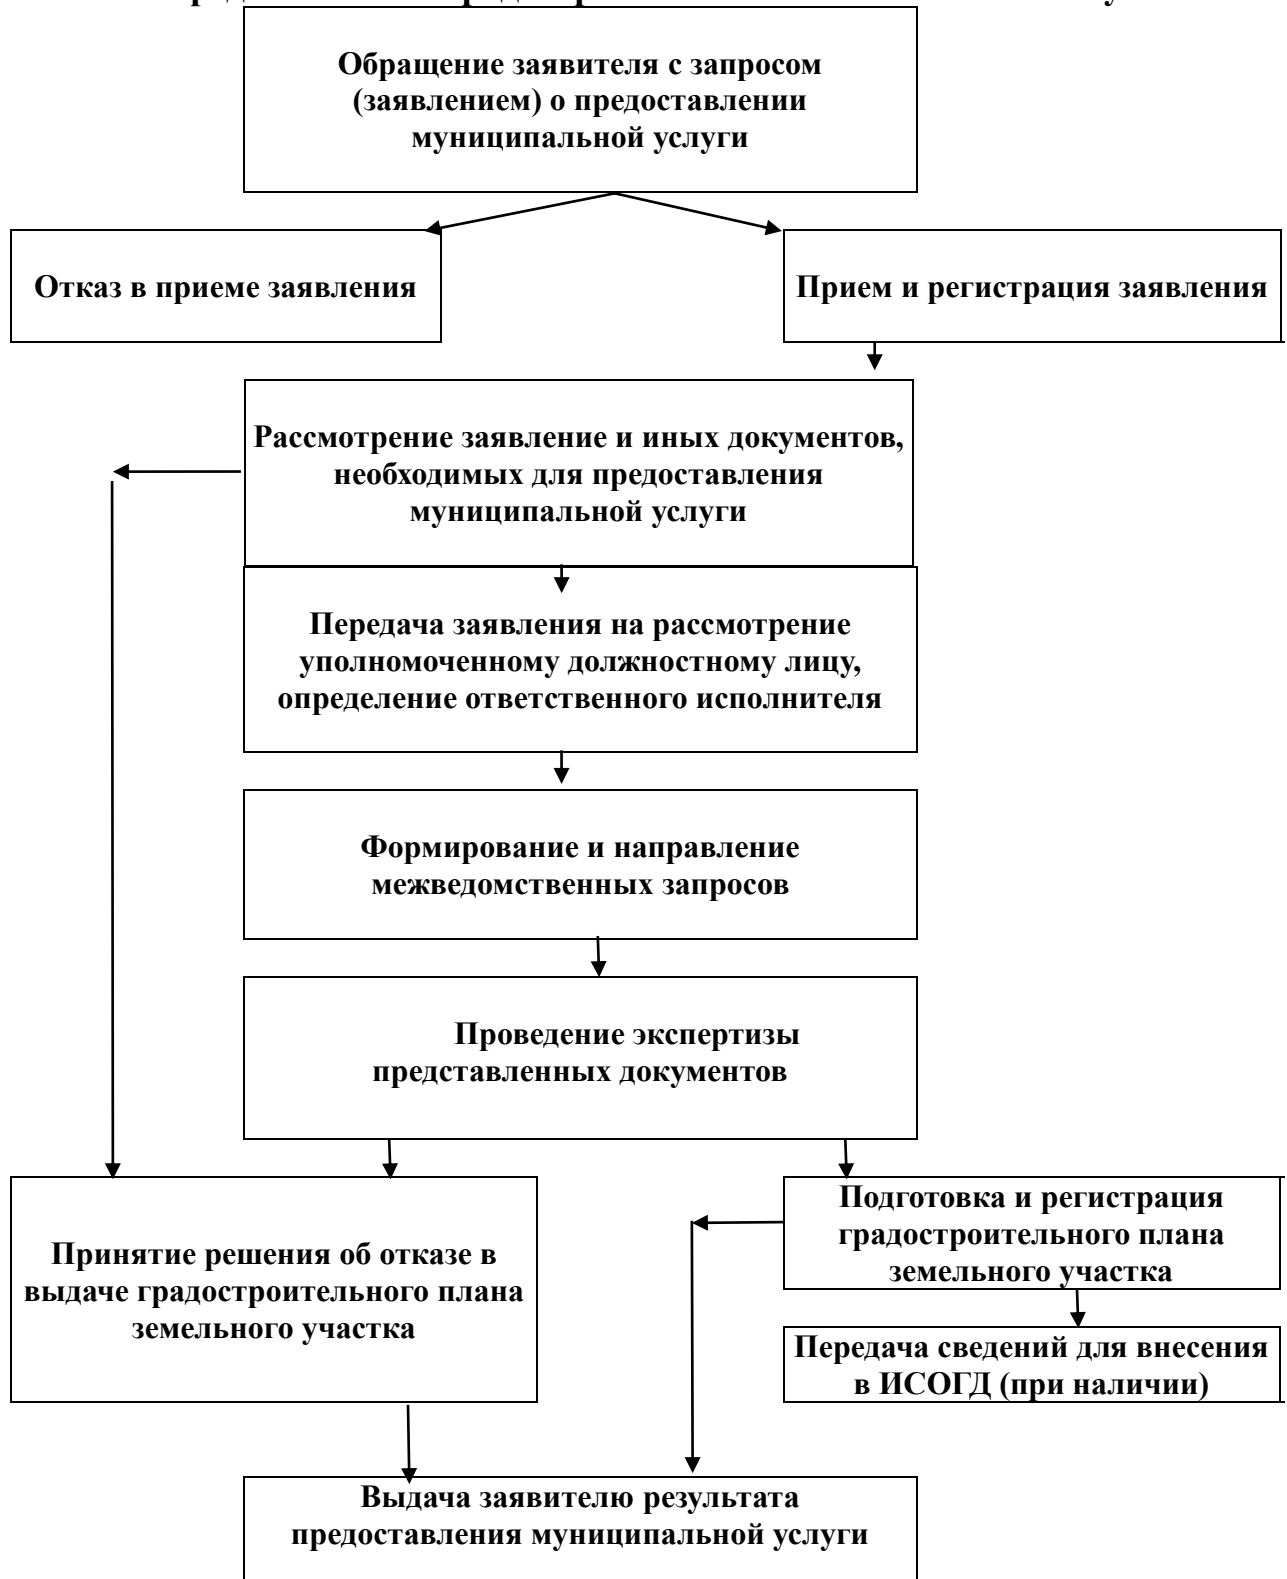 Обращение заявителя с запросом
(заявлением) о предоставлении
муниципальной услуги
Отказ в приеме заявления
Прием и регистрация заявления
Рассмотрение заявление и иных документов,
необходимых для предоставления
муниципальной услуги
Передача заявления на рассмотрение
уполномоченному должностному лицу,
определение ответственного исполнителя
Формирование и направление
межведомственных запросов
Проведение экспертизы
представленных документов
Принятие решения об отказе в
выдаче градостроительного плана
земельного участка
Подготовка и регистрация
градостроительного плана
земельного участка
Передача сведений для внесения
в ИСОГД (при наличии)
Выдача заявителю результата
предоставления муниципальной услуги